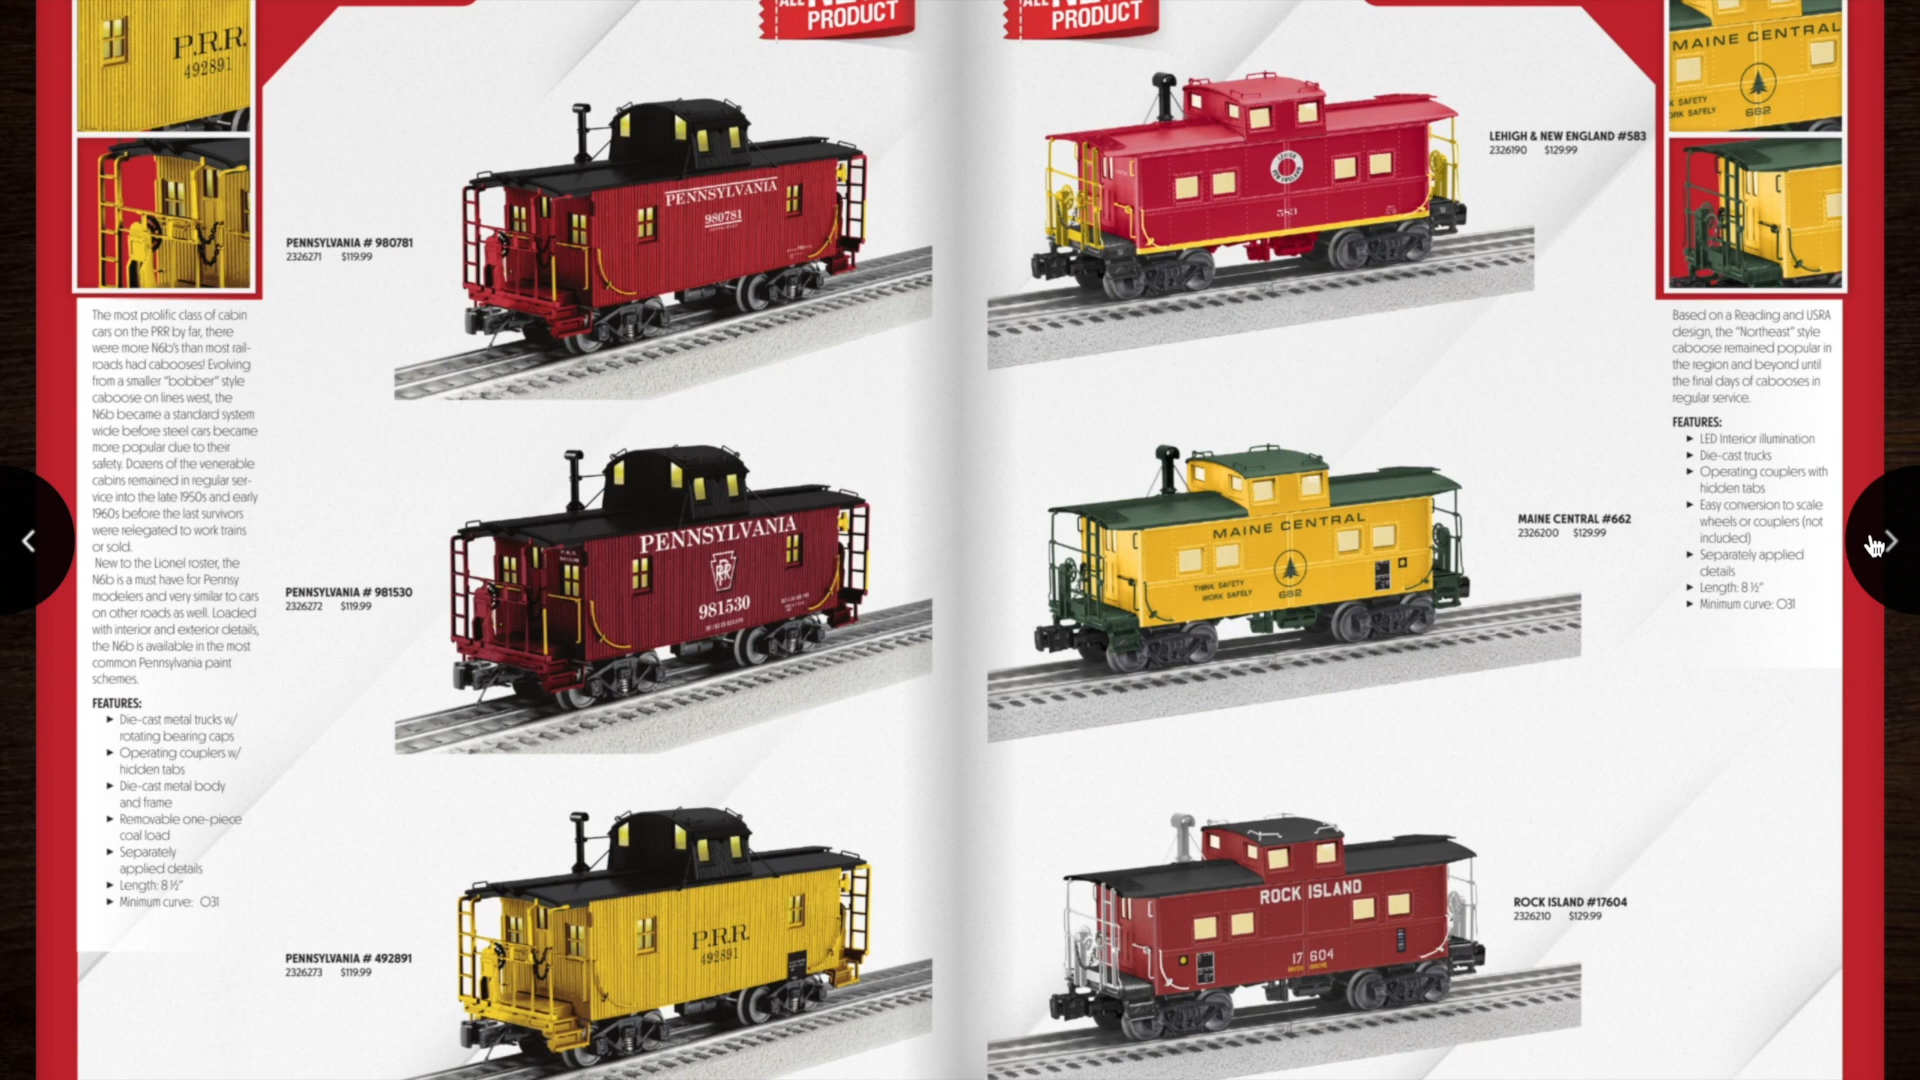 P.R.R.
492891
PRODUCT
PENNSYLVANIA
980781
PENNSYLVANIA # 980781
2326271 $119.99
The most prolific class of cabin
cars on the PRR by far, there
were more N6b's than most rail-
roads had cabooses! Evolving
from a smaller "bobber" style
caboose on lines west, the
N6b became a standard system
wide before steel cars became
more popular due to their
safety. Dozens of the venerable
cabins remained in regular ser-
vice into the late 1950s and early
1960s before the last survivors
were relegated to work trains
or sold.
New to the Lionel roster, the
N6b is a must have for Pennsy
modelers and very similar to cars
on other roads as well. Loaded
with interior and exterior details,
the N6b is available in the most
common Pennsylvania paint
schemes.
FEATURES:
► Die-cast metal trucks w/
rotating bearing caps
► Operating couplers w/
hidden tabs
► Die-cast metal body
and frame
► Removable one-piece
coal load
► Separately
applied details
► Length: 8 ½"
► Minimum curve: O31
PENNSYLVANIA
PRR
981530
PENNSYLVANIA # 981530
2326272 $119.99
P.R.R.
492891
PENNSYLVANIA # 492891
2326273 $119.99
PRODUCT
LEHIGH
NEW ENGLAND
583
LEHIGH & NEW ENGLAND #583
2326190 $129.99
MAINE CENTRAL
THINK SAFETY
WORK SAFELY
662
MAINE CENTRAL #662
2326200 $129.99
ROCK ISLAND
17604
ROCK ISLAND #17604
2326210 $129.99
MAINE CENTRAL
K SAFETY
ORK SAFELY
662
Based on a Reading and USRA
design, the "Northeast" style
caboose remained popular in
the region and beyond until
the final days of cabooses in
regular service.
FEATURES:
► LED Interior illumination
► Die-cast trucks
► Operating couplers with
hidden tabs
► Easy conversion to scale
wheels or couplers (not
included)
► Separately applied
details
► Length: 8 ½"
► Minimum curve: O31